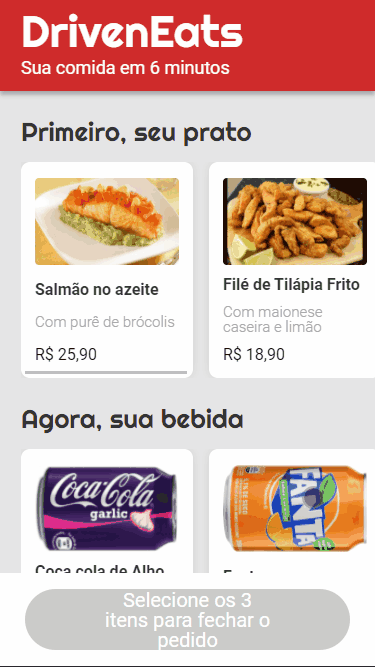 DrivenEats
Sua comida em 6 minutos
Primeiro, seu prato
Salmão no azeite
Com purê de brócolis
R$ 25,90
Filé de Tilápia Frito
Com maionese
caseira e limão
R$ 18,90
Agora, sua bebida
Coca-Cola
garlic
FANTA
Coca cola de Alho
Selecione os 3
itens para fechar o
pedido